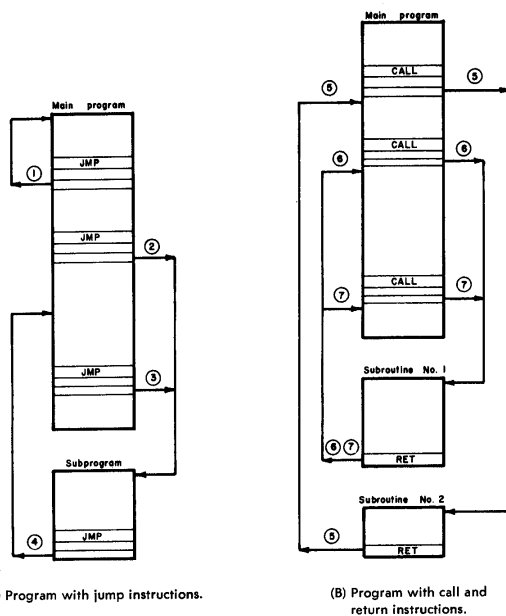 Main program
JMP
①
JMP
②
JMP
③
Subprogram
JMP
④
) Program with jump instructions.
Main program
CALL
⑤
⑤
CALL
⑥
⑥
CALL
⑦
⑦
Subroutine No. 1
⑥ ⑦
RET
Subroutine No. 2
⑤
RET
(B) Program with call and
return instructions.